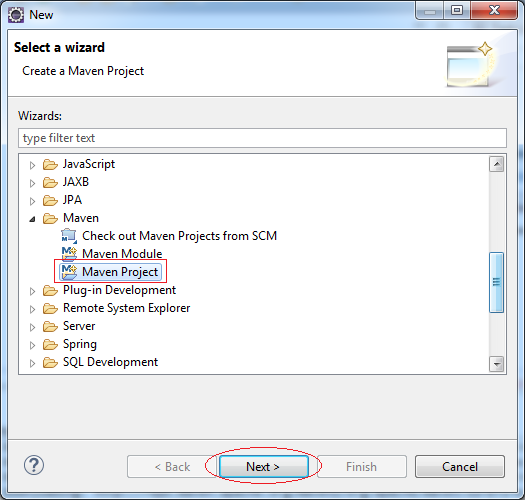 New
Select a wizard
Create a Maven Project
Wizards:
type filter text
JavaScript
JAXB
JPA
Maven
Check out Maven Projects from SCM
Maven Module
Maven Project
Plug-in Development
Remote System Explorer
Server
Spring
SQL Development
? < Back Next > Finish Cancel